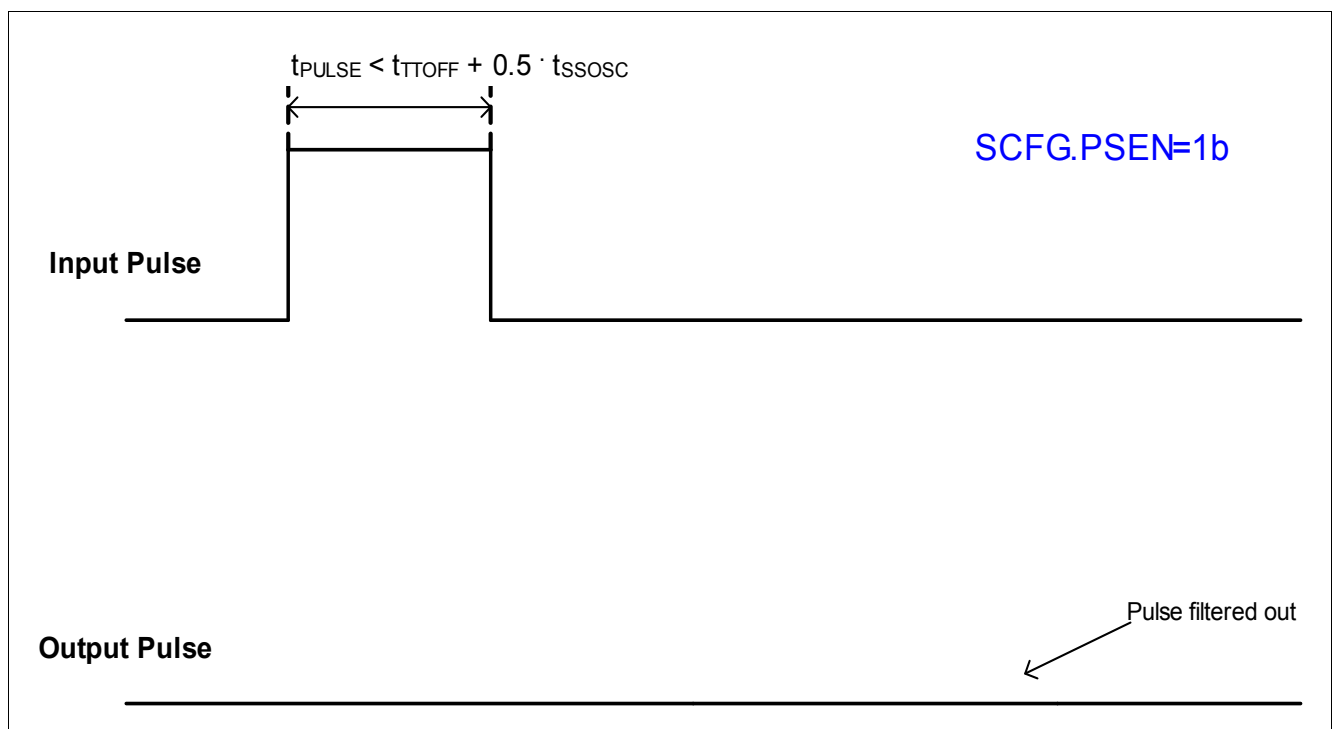 tPULSE < tTTOFF + 0.5 · tSSOSC
SCFG.PSEN=1b
Input Pulse
Pulse filtered out
Output Pulse